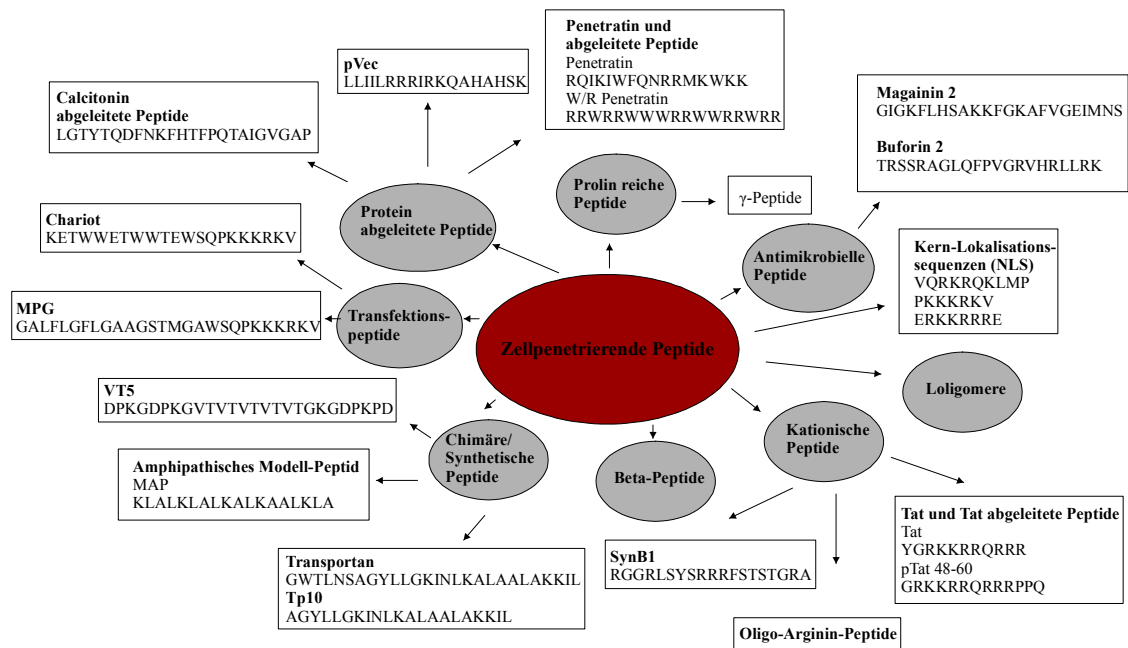 Penetratin und
abgeleitete Peptide
Penetratin
RQIKIWFQNRRMKWKK
W/R Penetratin
RRWRRWWWRRWWRRWRR
pVec
LLIILRRRIRKQAHAHSK
Calcitonin
abgeleitete Peptide
LGTYTQDFNKFHTFPQTAIGVGAP
Magainin 2
GIGKFLHSAKKFGKAFVGEIMNS
Buforin 2
TRSSRAGLQFPVGRVHRLLRK
Prolin reiche
Peptide
γ-Peptide
Protein
abgeleitete Peptide
Chariot
KETWWETWWTEWSQPKKKRKV
Antimikrobielle
Peptide
Kern-Lokalisations-
sequenzen (NLS)
VQRKRQKLMP
PKKKRKV
ERKKRRRE
MPG
GALFLGFLGAAGSTMGAWSQPKKKRKV
Transfektions-
peptide
Zellpenetrierende Peptide
VT5
DPKGDPKGVTVTVTVTVTGKGDPKPD
Loligomere
Chimäre/
Synthetische
Peptide
Kationische
Peptide
Beta-Peptide
Amphipathisches Modell-Peptid
MAP
KLALKLALKALKAALKLA
Tat und Tat abgeleitete Peptide
Tat
YGRKKRRQRRR
pTat 48-60
GRKKRRQRRRPPQ
Transportan
GWTLNSAGYLLGKINLKALAALAKKIL
Tp10
AGYLLGKINLKALAALAKKIL
SynB1
RGGRLSYSRRRFSTSTGRA
Oligo-Arginin-Peptide